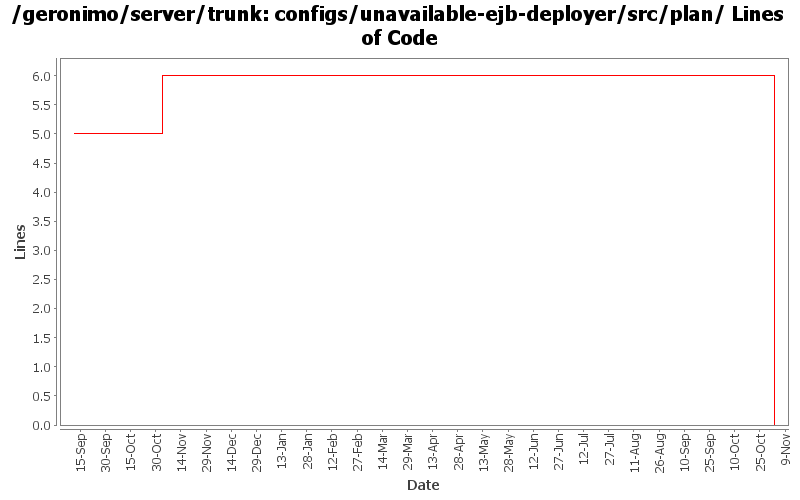 /geronimo/server/trunk: configs/unavailable-ejb-deployer/src/plan/ Lines
of Code
Lines
6.0
5.5
5.0
4.5
4.0
3.5
3.0
2.5
2.0
1.5
1.0
0.5
0.0
15-Sep
30-Sep
15-Oct
30-Oct
14-Nov
29-Nov
14-Dec
29-Dec
13-Jan
28-Jan
12-Feb
27-Feb
14-Mar
29-Mar
13-Apr
28-Apr
13-May
28-May
12-Jun
27-Jun
12-Jul
27-Jul
11-Aug
26-Aug
10-Sep
25-Sep
10-Oct
25-Oct
9-Nov
Date